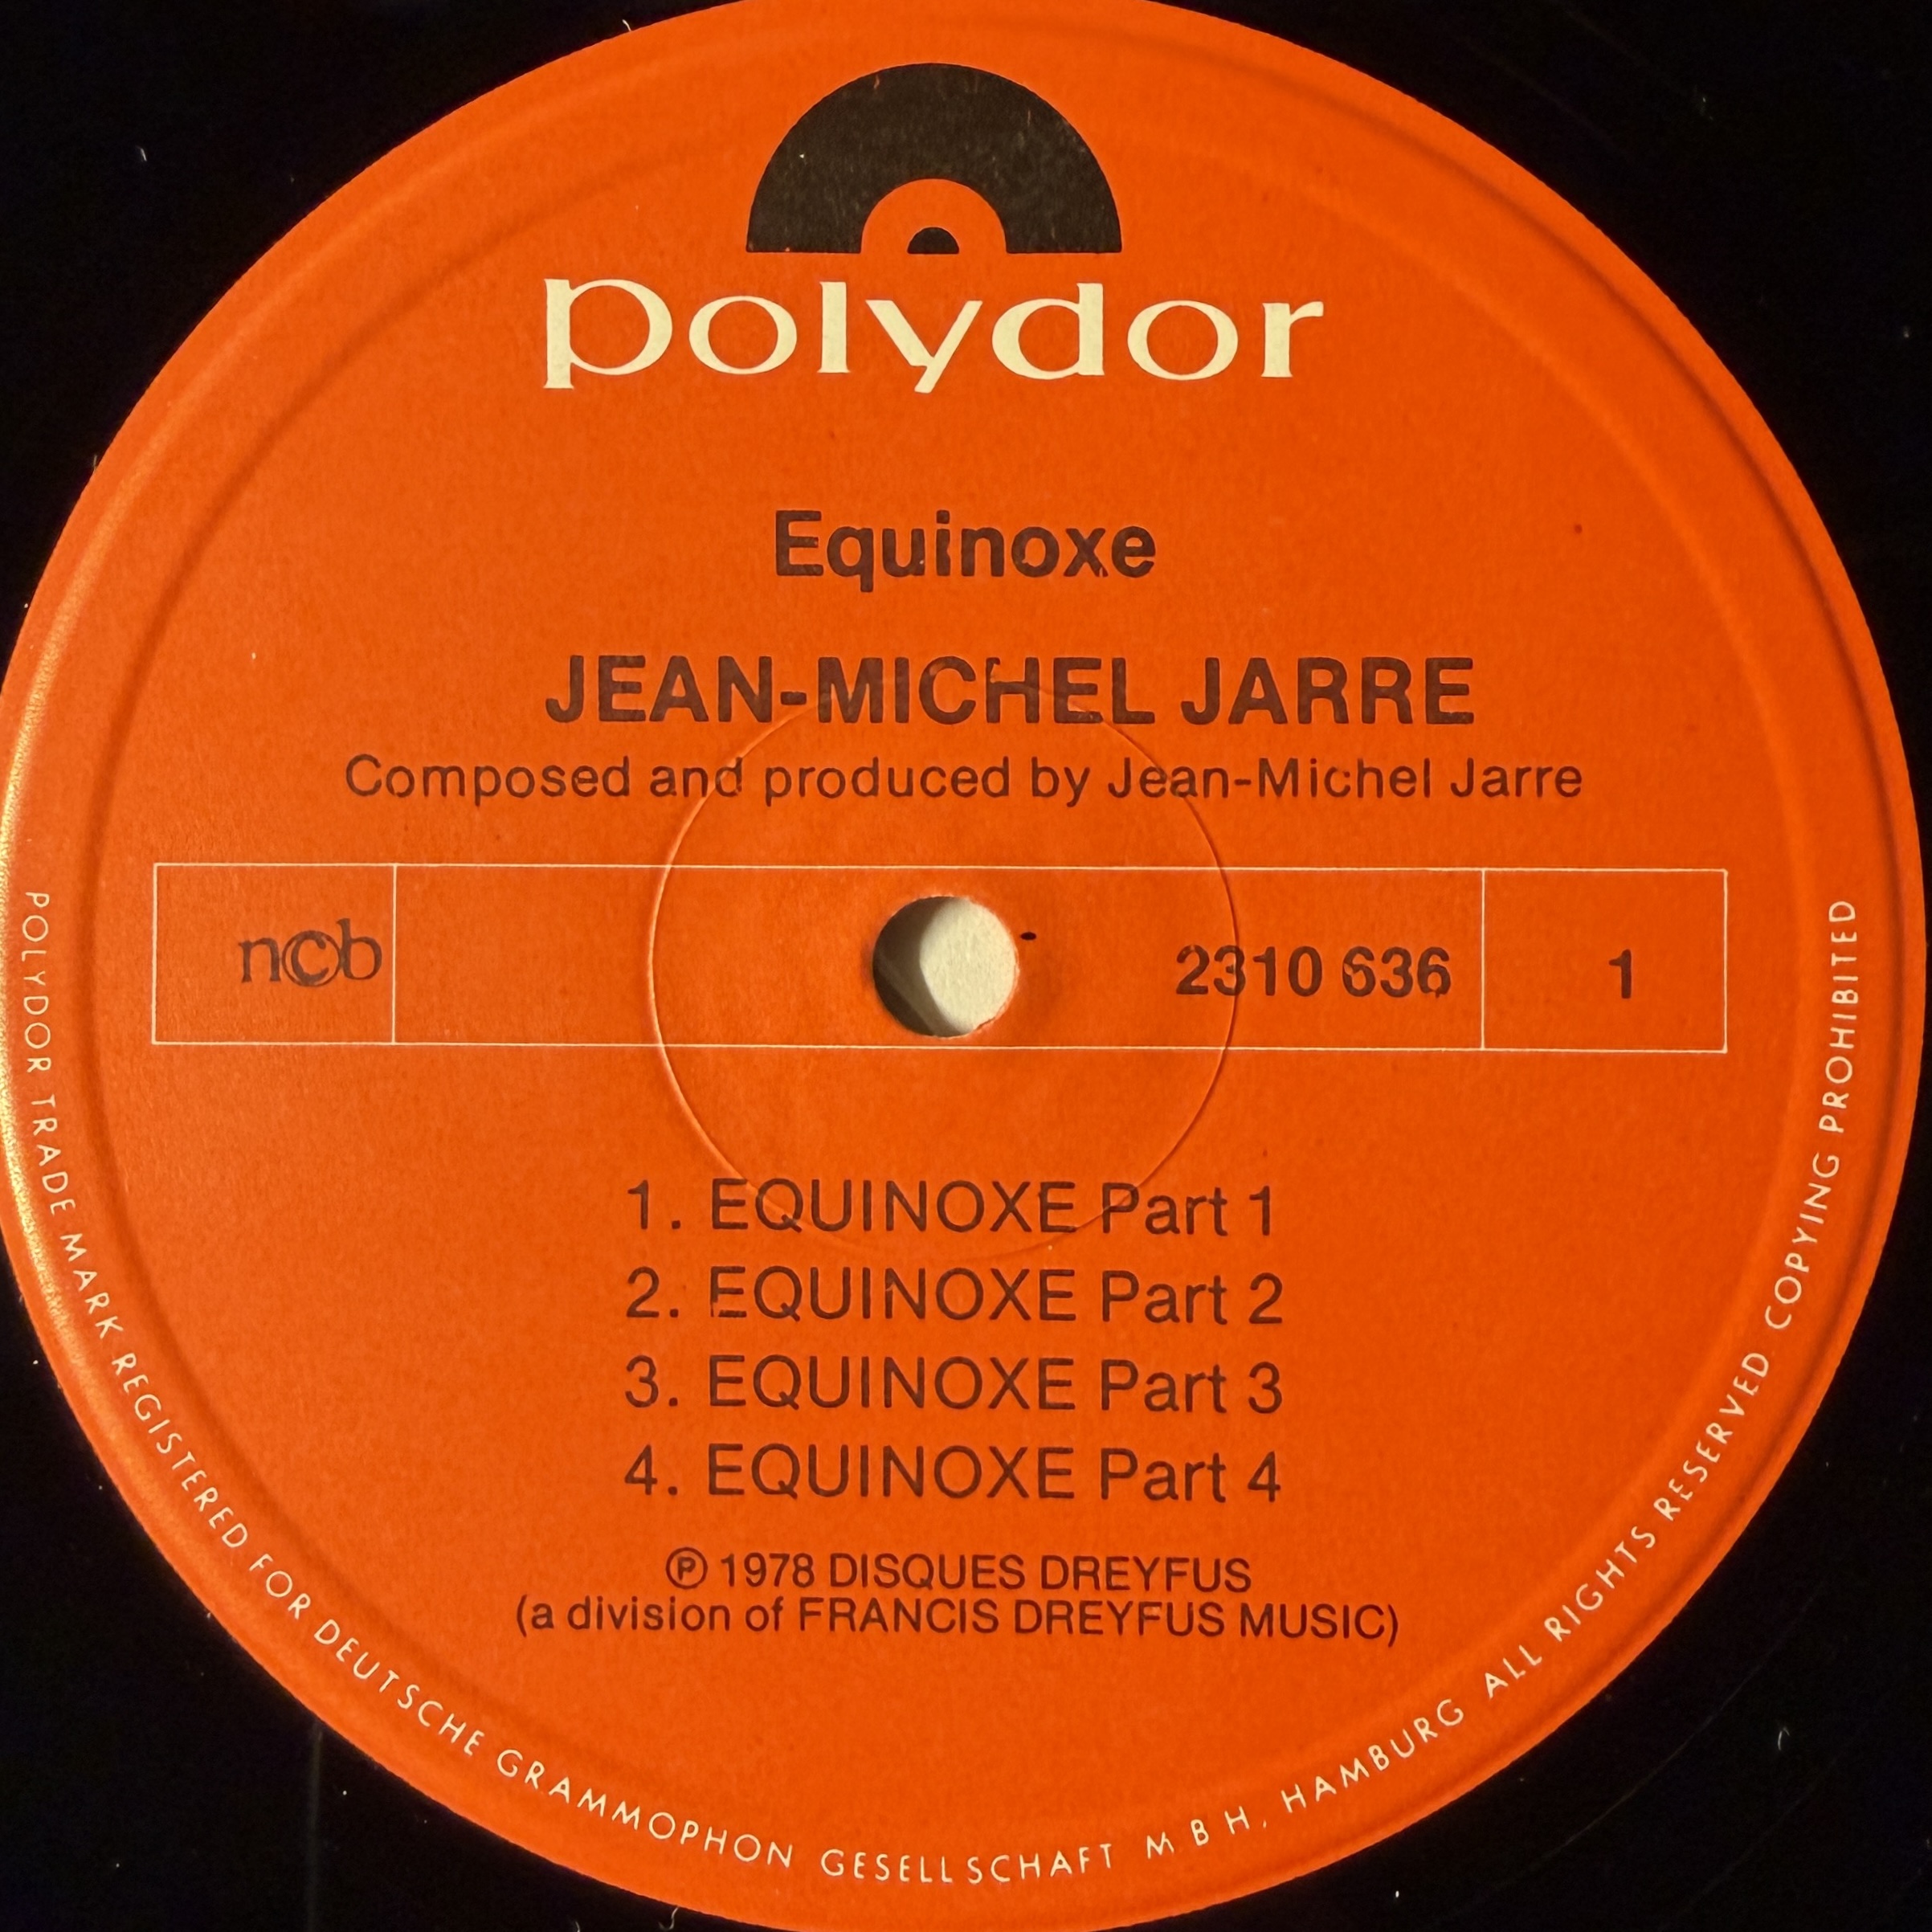 polydor
Equinoxe
JEAN-MICHEL JARRE
Composed and produced by Jean-Michel Jarre
n©b 2310 636 1
1. EQUINOXE Part 1
2. EQUINOXE Part 2
3. EQUINOXE Part 3
4. EQUINOXE Part 4
℗ 1978 DISQUES DREYFUS
(a division of FRANCIS DREYFUS MUSIC)
POLYDOR TRADE MARK REGISTERED FOR DEUTSCHE GRAMMOPHON GESELLSCHAFT M B H, HAMBURG ALL RIGHTS RESERVED COPYING PROHIBITED